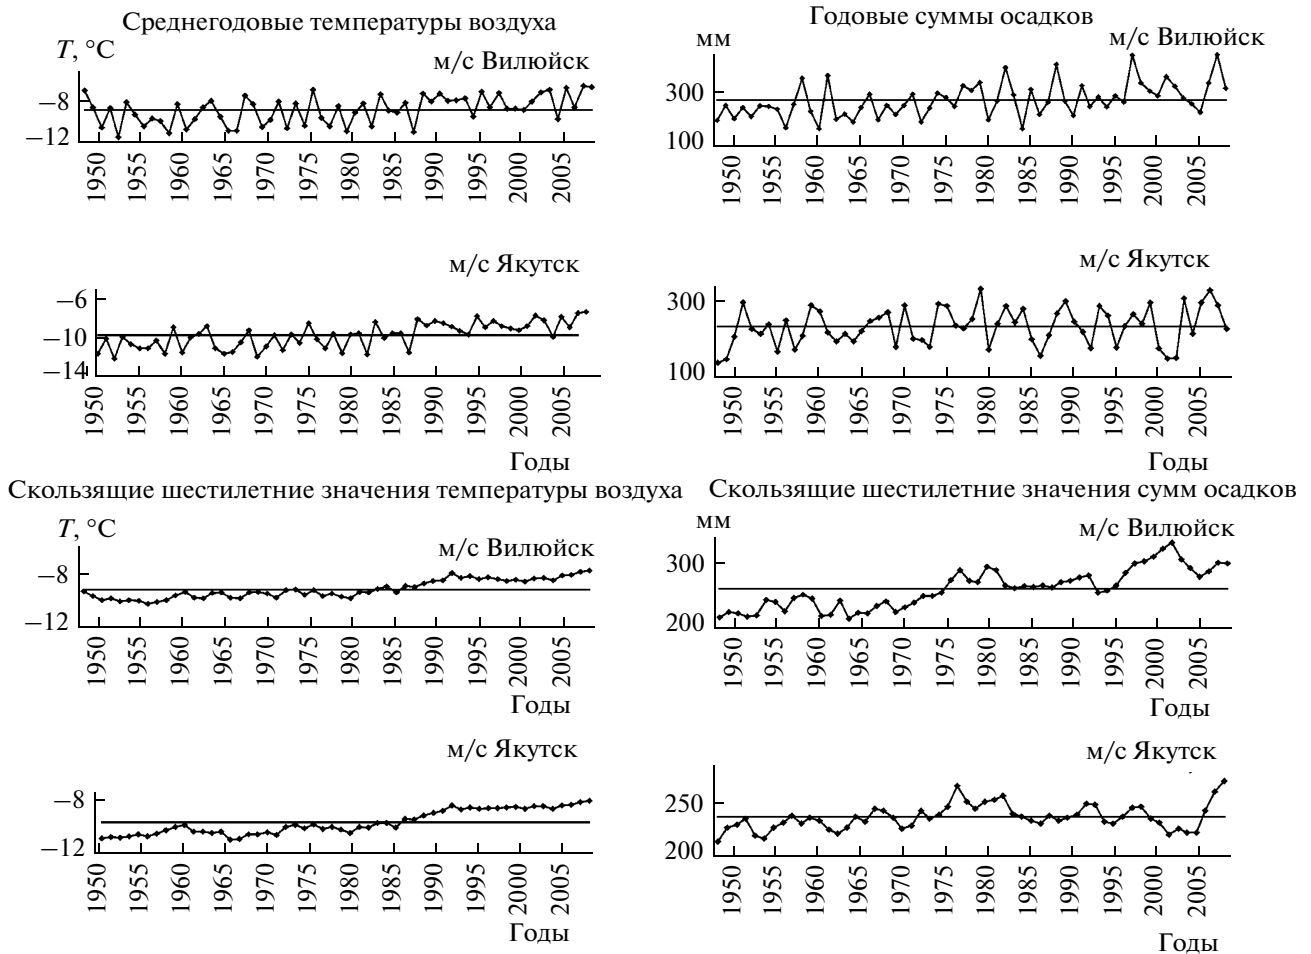 Среднегодовые температуры воздуха
T, °C
м/с Вилюйск
−8
−12
1950 1955 1960 1965 1970 1975 1980 1985 1990 1995 2000 2005
м/с Якутск
−6
−10
−14
1950 1955 1960 1965 1970 1975 1980 1985 1990 1995 2000 2005
Годы
Годовые суммы осадков
мм
м/с Вилюйск
300
100
1950 1955 1960 1965 1970 1975 1980 1985 1990 1995 2000 2005
м/с Якутск
300
100
1950 1955 1960 1965 1970 1975 1980 1985 1990 1995 2000 2005
Годы
Скользящие шестилетние значения температуры воздуха
T, °C
м/с Вилюйск
−8
−12
1950 1955 1960 1965 1970 1975 1980 1985 1990 1995 2000 2005
Годы
м/с Якутск
−8
−12
1950 1955 1960 1965 1970 1975 1980 1985 1990 1995 2000 2005
Годы
Скользящие шестилетние значения сумм осадков
мм
м/с Вилюйск
300
200
1950 1955 1960 1965 1970 1975 1980 1985 1990 1995 2000 2005
Годы
м/с Якутск
250
200
1950 1955 1960 1965 1970 1975 1980 1985 1990 1995 2000 2005
Годы